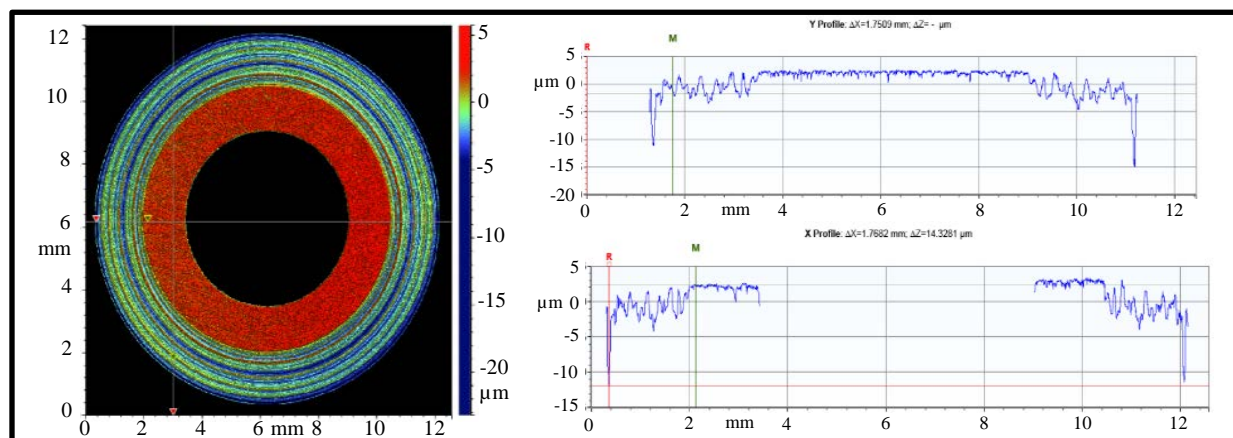 12
10
8
6
mm
4
2
0
0 2 4 6 mm 8 10 12
5
0
-5
-10
-15
-20
µm
Y Profile: ΔX=1.7509 mm; ΔZ= - µm
R
M
5
µm 0
-5
-10
-15
-20
0 2 mm 4 6 8 10 12
X Profile: ΔX=1.7682 mm; ΔZ=14.3281 µm
R
M
5
µm 0
-5
-10
-15
0 2 mm 4 6 8 10 12